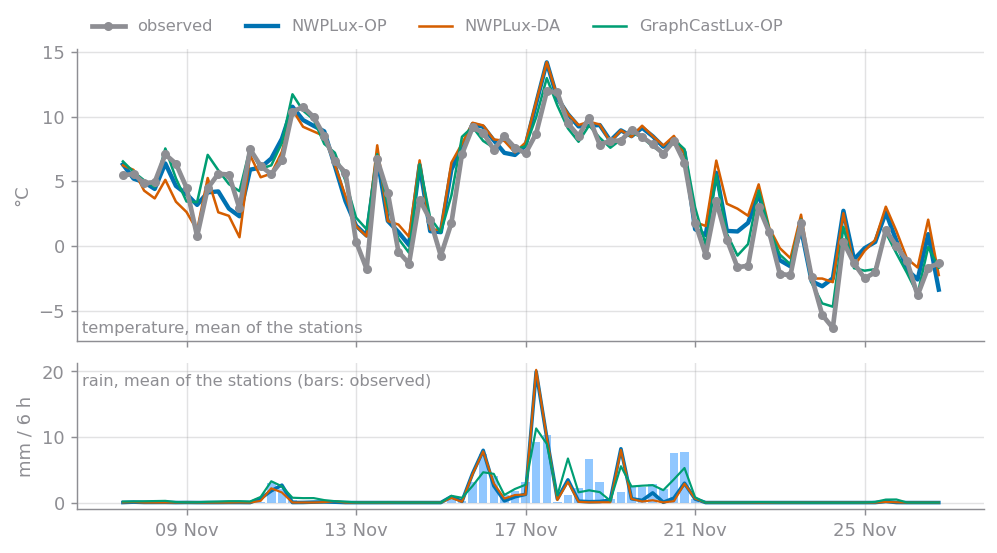 observed NWPLux-OP NWPLux-DA GraphCastLux-OP
15
10
5
0
−5
°C
temperature, mean of the stations
20
10
0
mm / 6 h
rain, mean of the stations (bars: observed)
09 Nov 13 Nov 17 Nov 21 Nov 25 Nov